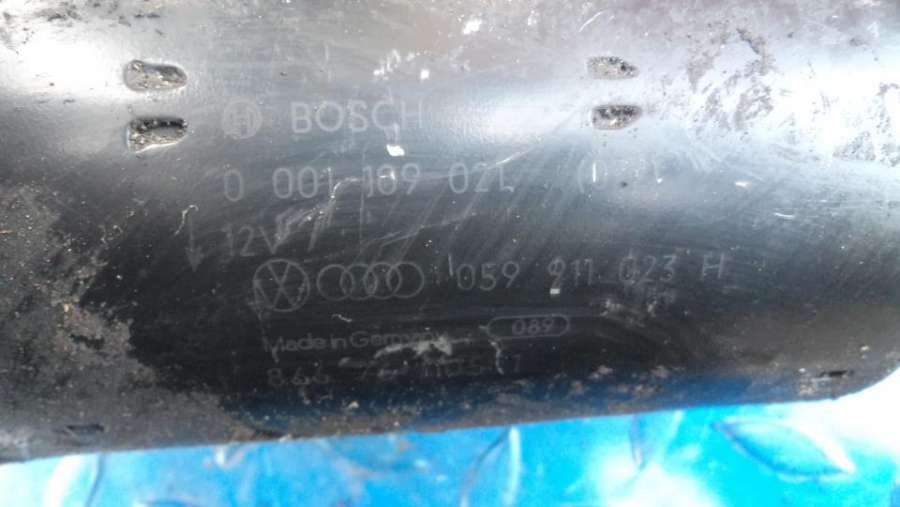 BOSCH
0 001 109 02
12V
059 911 023 H
089
Made in Germany